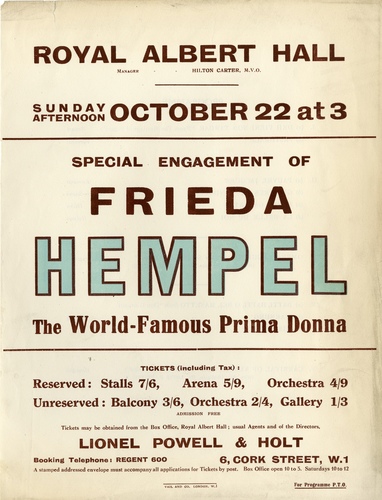 ROYAL ALBERT HALL
MANAGER - - HILTON CARTER, M.V.O.
SUNDAY AFTERNOON OCTOBER 22 at 3
SPECIAL ENGAGEMENT OF
FRIEDA
HEMPEL
The World-Famous Prima Donna
TICKETS (including Tax) :
Reserved : Stalls 7/6, Arena 5/9, Orchestra 4/9
Unreserved : Balcony 3/6, Orchestra 2/4, Gallery 1/3
ADMISSION FREE
Tickets may be obtained from the Box Office, Royal Albert Hall ; usual Agents and of the Directors,
LIONEL POWELL & HOLT
Booking Telephone : REGENT 600 6, CORK STREET, W.1
A stamped addressed envelope must accompany all applications for Tickets by post. Box Office open 10 to 5. Saturdays 10 to 12
For Programme P.T.O.